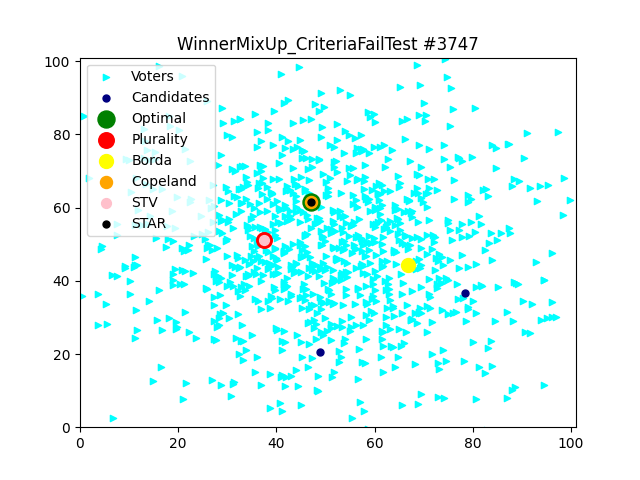 WinnerMixUp_CriteriaFailTest #3747
100
80
60
40
20
0
0
20
40
60
80
100
Voters
Candidates
Optimal
Plurality
Borda
Copeland
STV
STAR